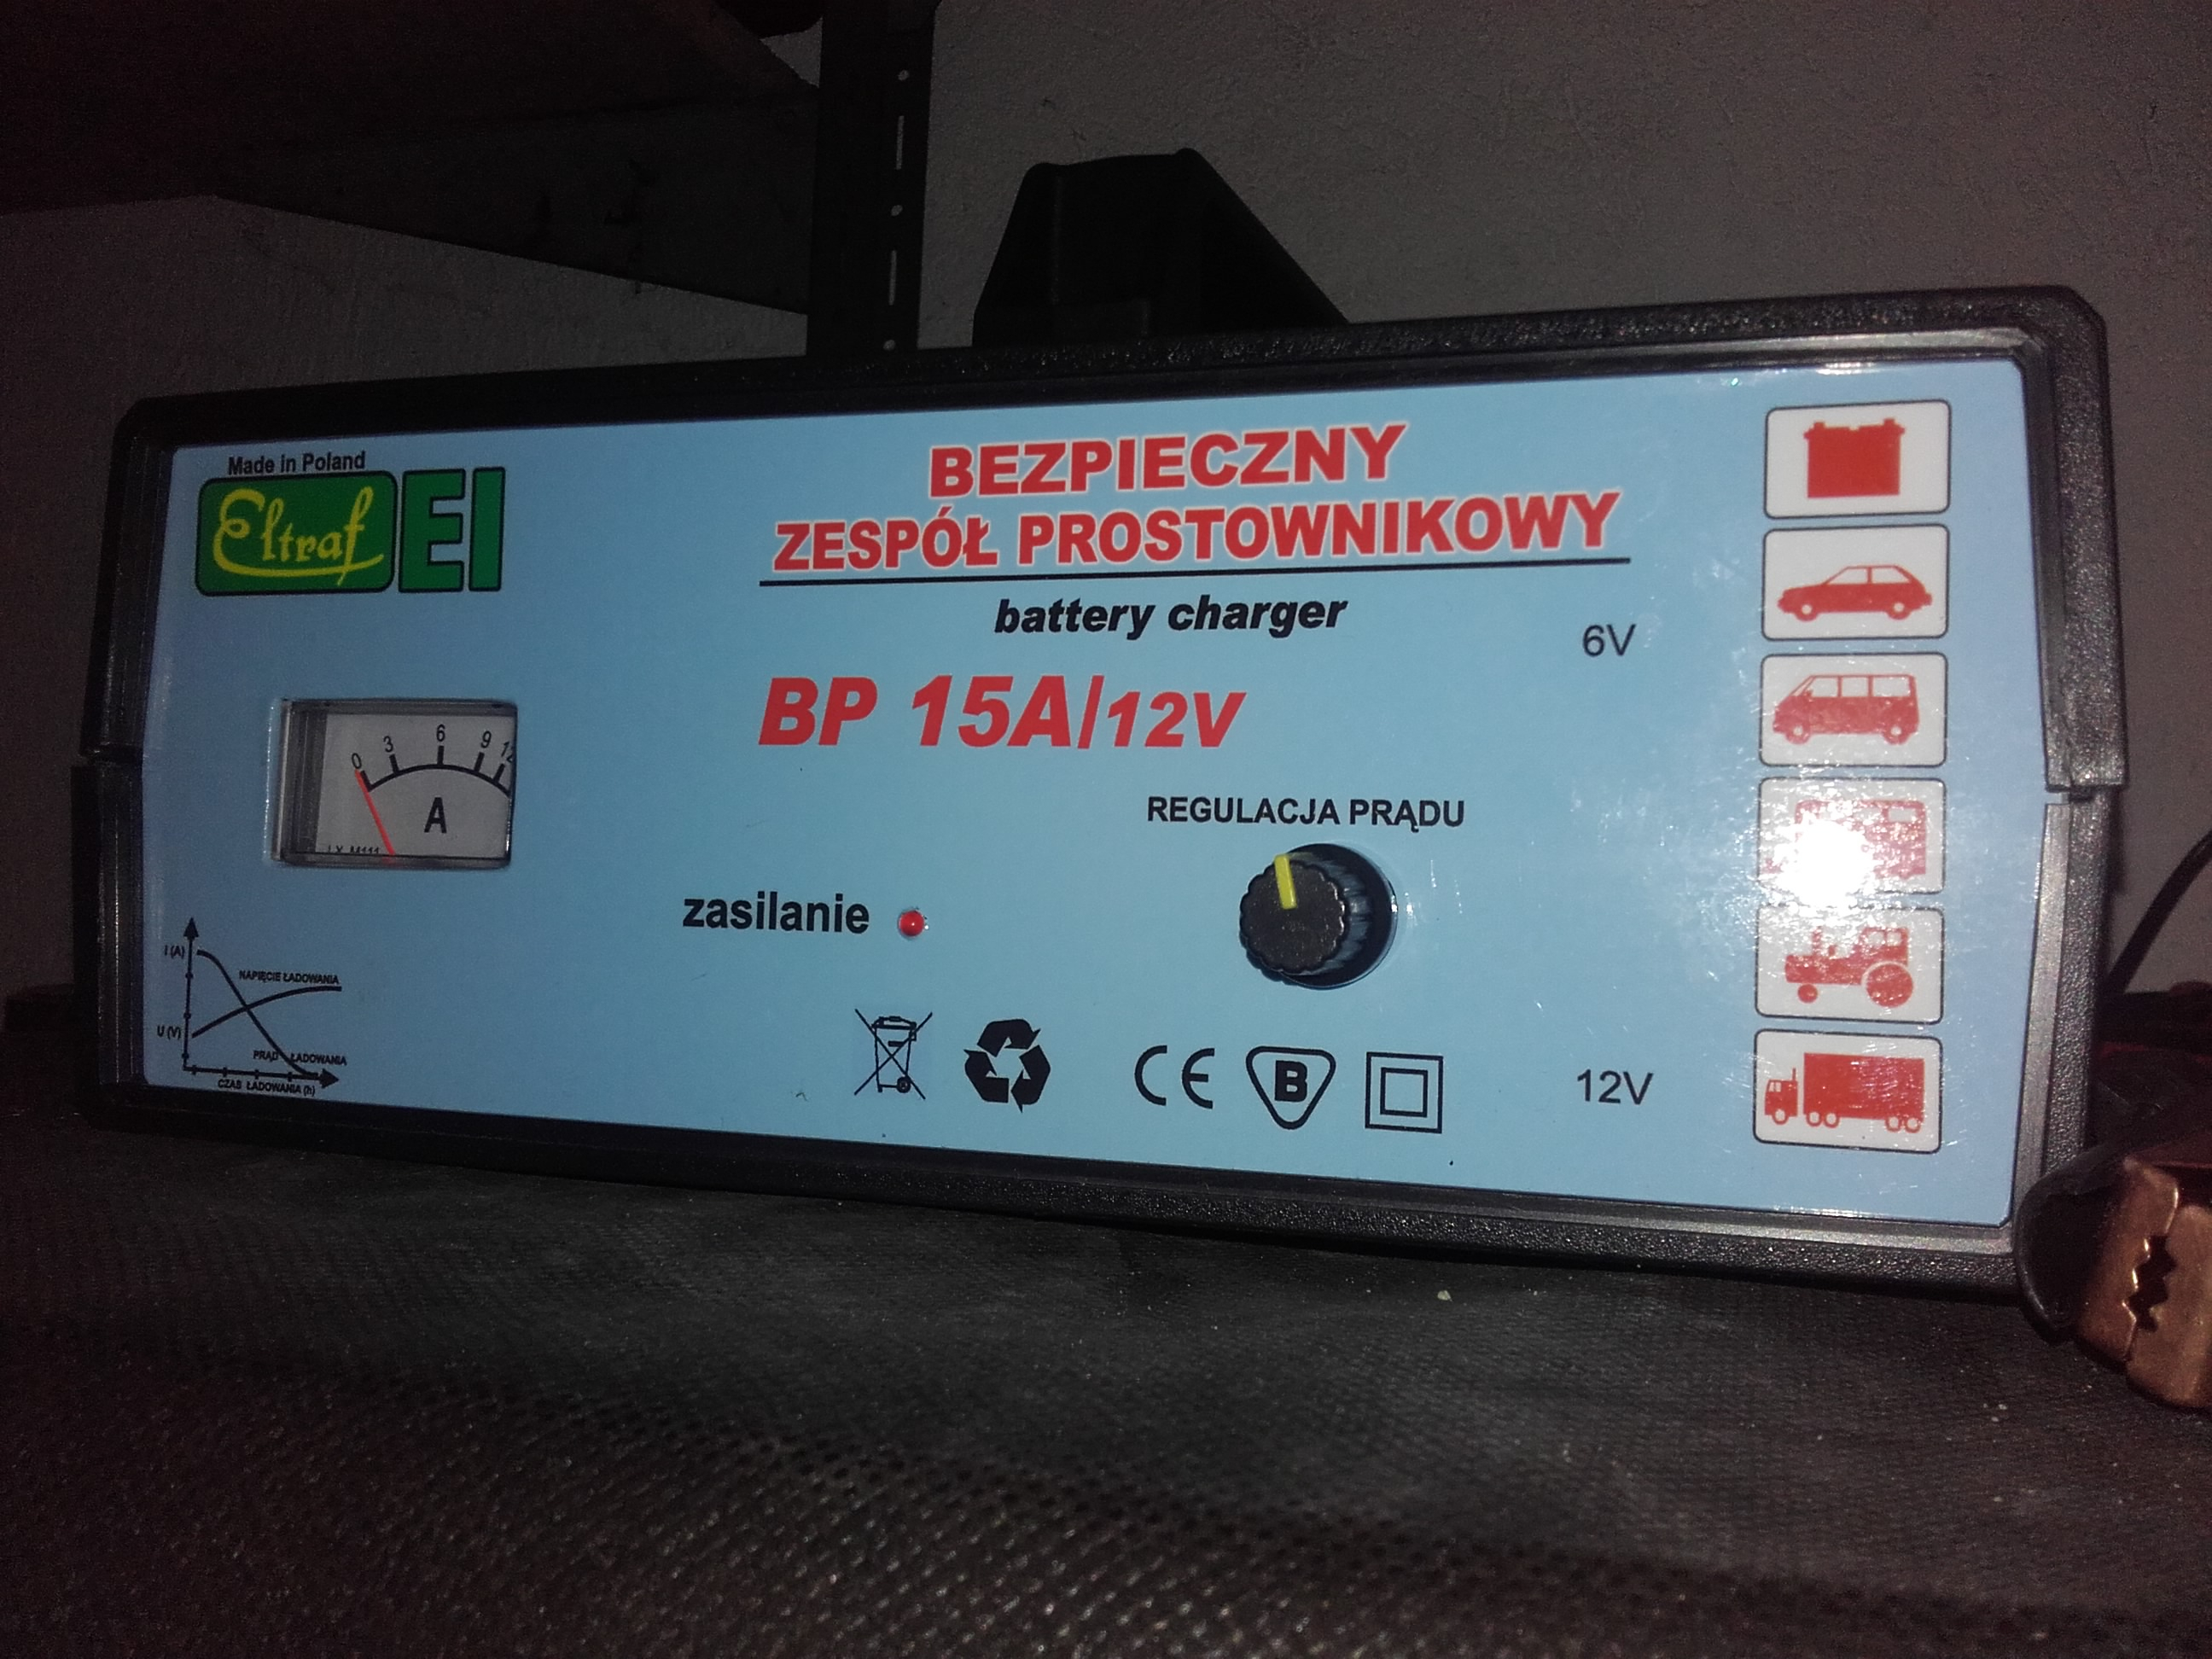 Made in Poland
Eltraf EI
BEZPIECZNY
ZESPÓŁ PROSTOWNIKOWY
battery charger
6V
BP 15A/12V
0 3 6 9 12
A
REGULACJA PRĄDU
zasilanie
I (A)
NAPIĘCIE ŁADOWANIA
U (V)
PRĄD ŁADOWANIA
CZAS ŁADOWANIA (h)
CE B
12V